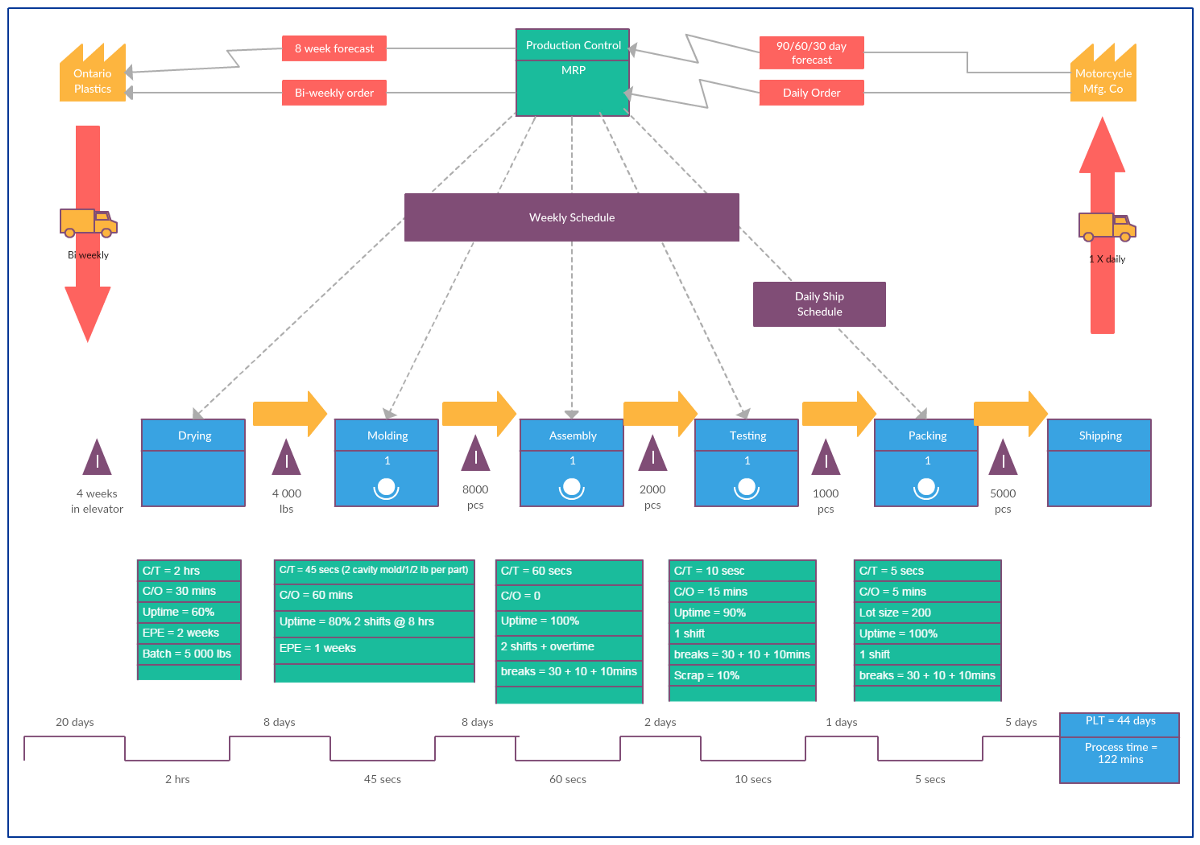 Ontario
Plastics
8 week forecast
Bi-weekly order
Production Control
MRP
90/60/30 day
forecast
Daily Order
Motorcycle
Mfg. Co
Bi weekly
Weekly Schedule
1 X daily
Daily Ship
Schedule
4 weeks
in elevator
Drying
I
4 000
lbs
Molding
1
I
8000
pcs
Assembly
1
I
2000
pcs
Testing
1
I
1000
pcs
Packing
1
I
5000
pcs
Shipping
I
C/T = 2 hrs
C/O = 30 mins
Uptime = 60%
EPE = 2 weeks
Batch = 5 000 lbs
C/T = 45 secs (2 cavity mold/1/2 lb per part)
C/O = 60 mins
Uptime = 80% 2 shifts @ 8 hrs
EPE = 1 weeks
C/T = 60 secs
C/O = 0
Uptime = 100%
2 shifts + overtime
breaks = 30 + 10 + 10mins
C/T = 10 sesc
C/O = 15 mins
Uptime = 90%
1 shift
breaks = 30 + 10 + 10mins
Scrap = 10%
C/T = 5 secs
C/O = 5 mins
Lot size = 200
Uptime = 100%
1 shift
breaks = 30 + 10 + 10mins
20 days
8 days
8 days
2 days
1 days
5 days
2 hrs
45 secs
60 secs
10 secs
5 secs
PLT = 44 days
Process time =
122 mins